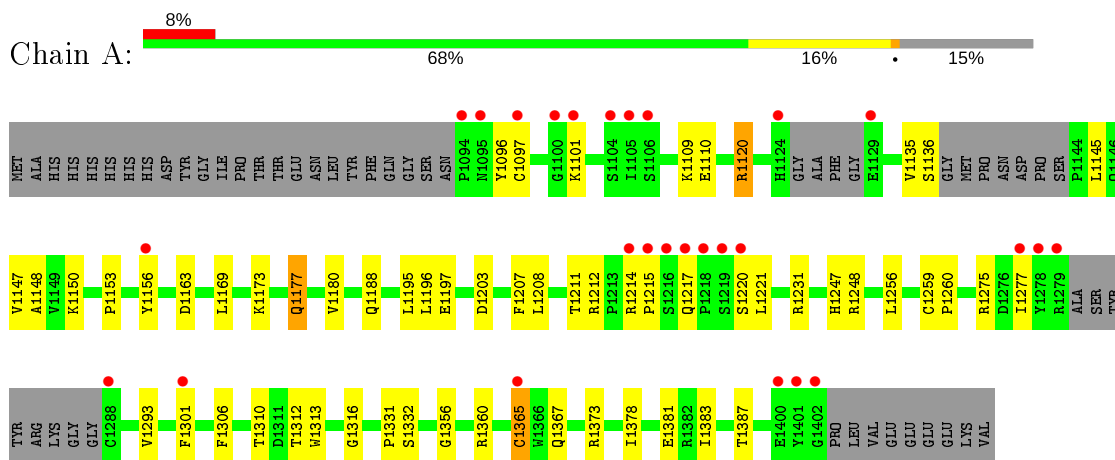 8%
Chain A:
68% 16% • 15%
MET ALA HIS HIS HIS HIS HIS HIS ASP TYR GLY ILE PRO THR THR GLU ASN LEU TYR PHE GLN GLY SER ASN P1094 N1095 Y1096 C1097 G1100 K1101 S1104 I1105 S1106 K1109 E1110 R1120 H1124 GLY ALA PHE GLY E1129 V1135 S1136 GLY MET PRO ASN ASP PRO SER P1144 L1145
V1147 A1148 V1149 K1150 P1153 Y1156 D1163 L1169 K1173 Q1177 V1180 Q1188 L1195 L1196 E1197 D1203 F1207 L1208 T1211 R1212 P1213 R1214 P1215 S1216 Q1217 P1218 S1219 S1220 L1221 R1231 H1247 R1248 L1256 C1259 P1260 R1275 D1276 I1277 Y1278 R1279 ALA SER TYR
TYR ARG LYS GLY GLY C1288 V1293 F1301 F1306 T1310 D1311 T1312 W1313 G1316 P1331 S1332 G1356 R1360 C1365 W1366 Q1367 R1373 I1378 E1381 R1382 I1383 T1387 E1400 Y1401 G1402 PRO LEU VAL GLU GLU GLU GLU LYS VAL